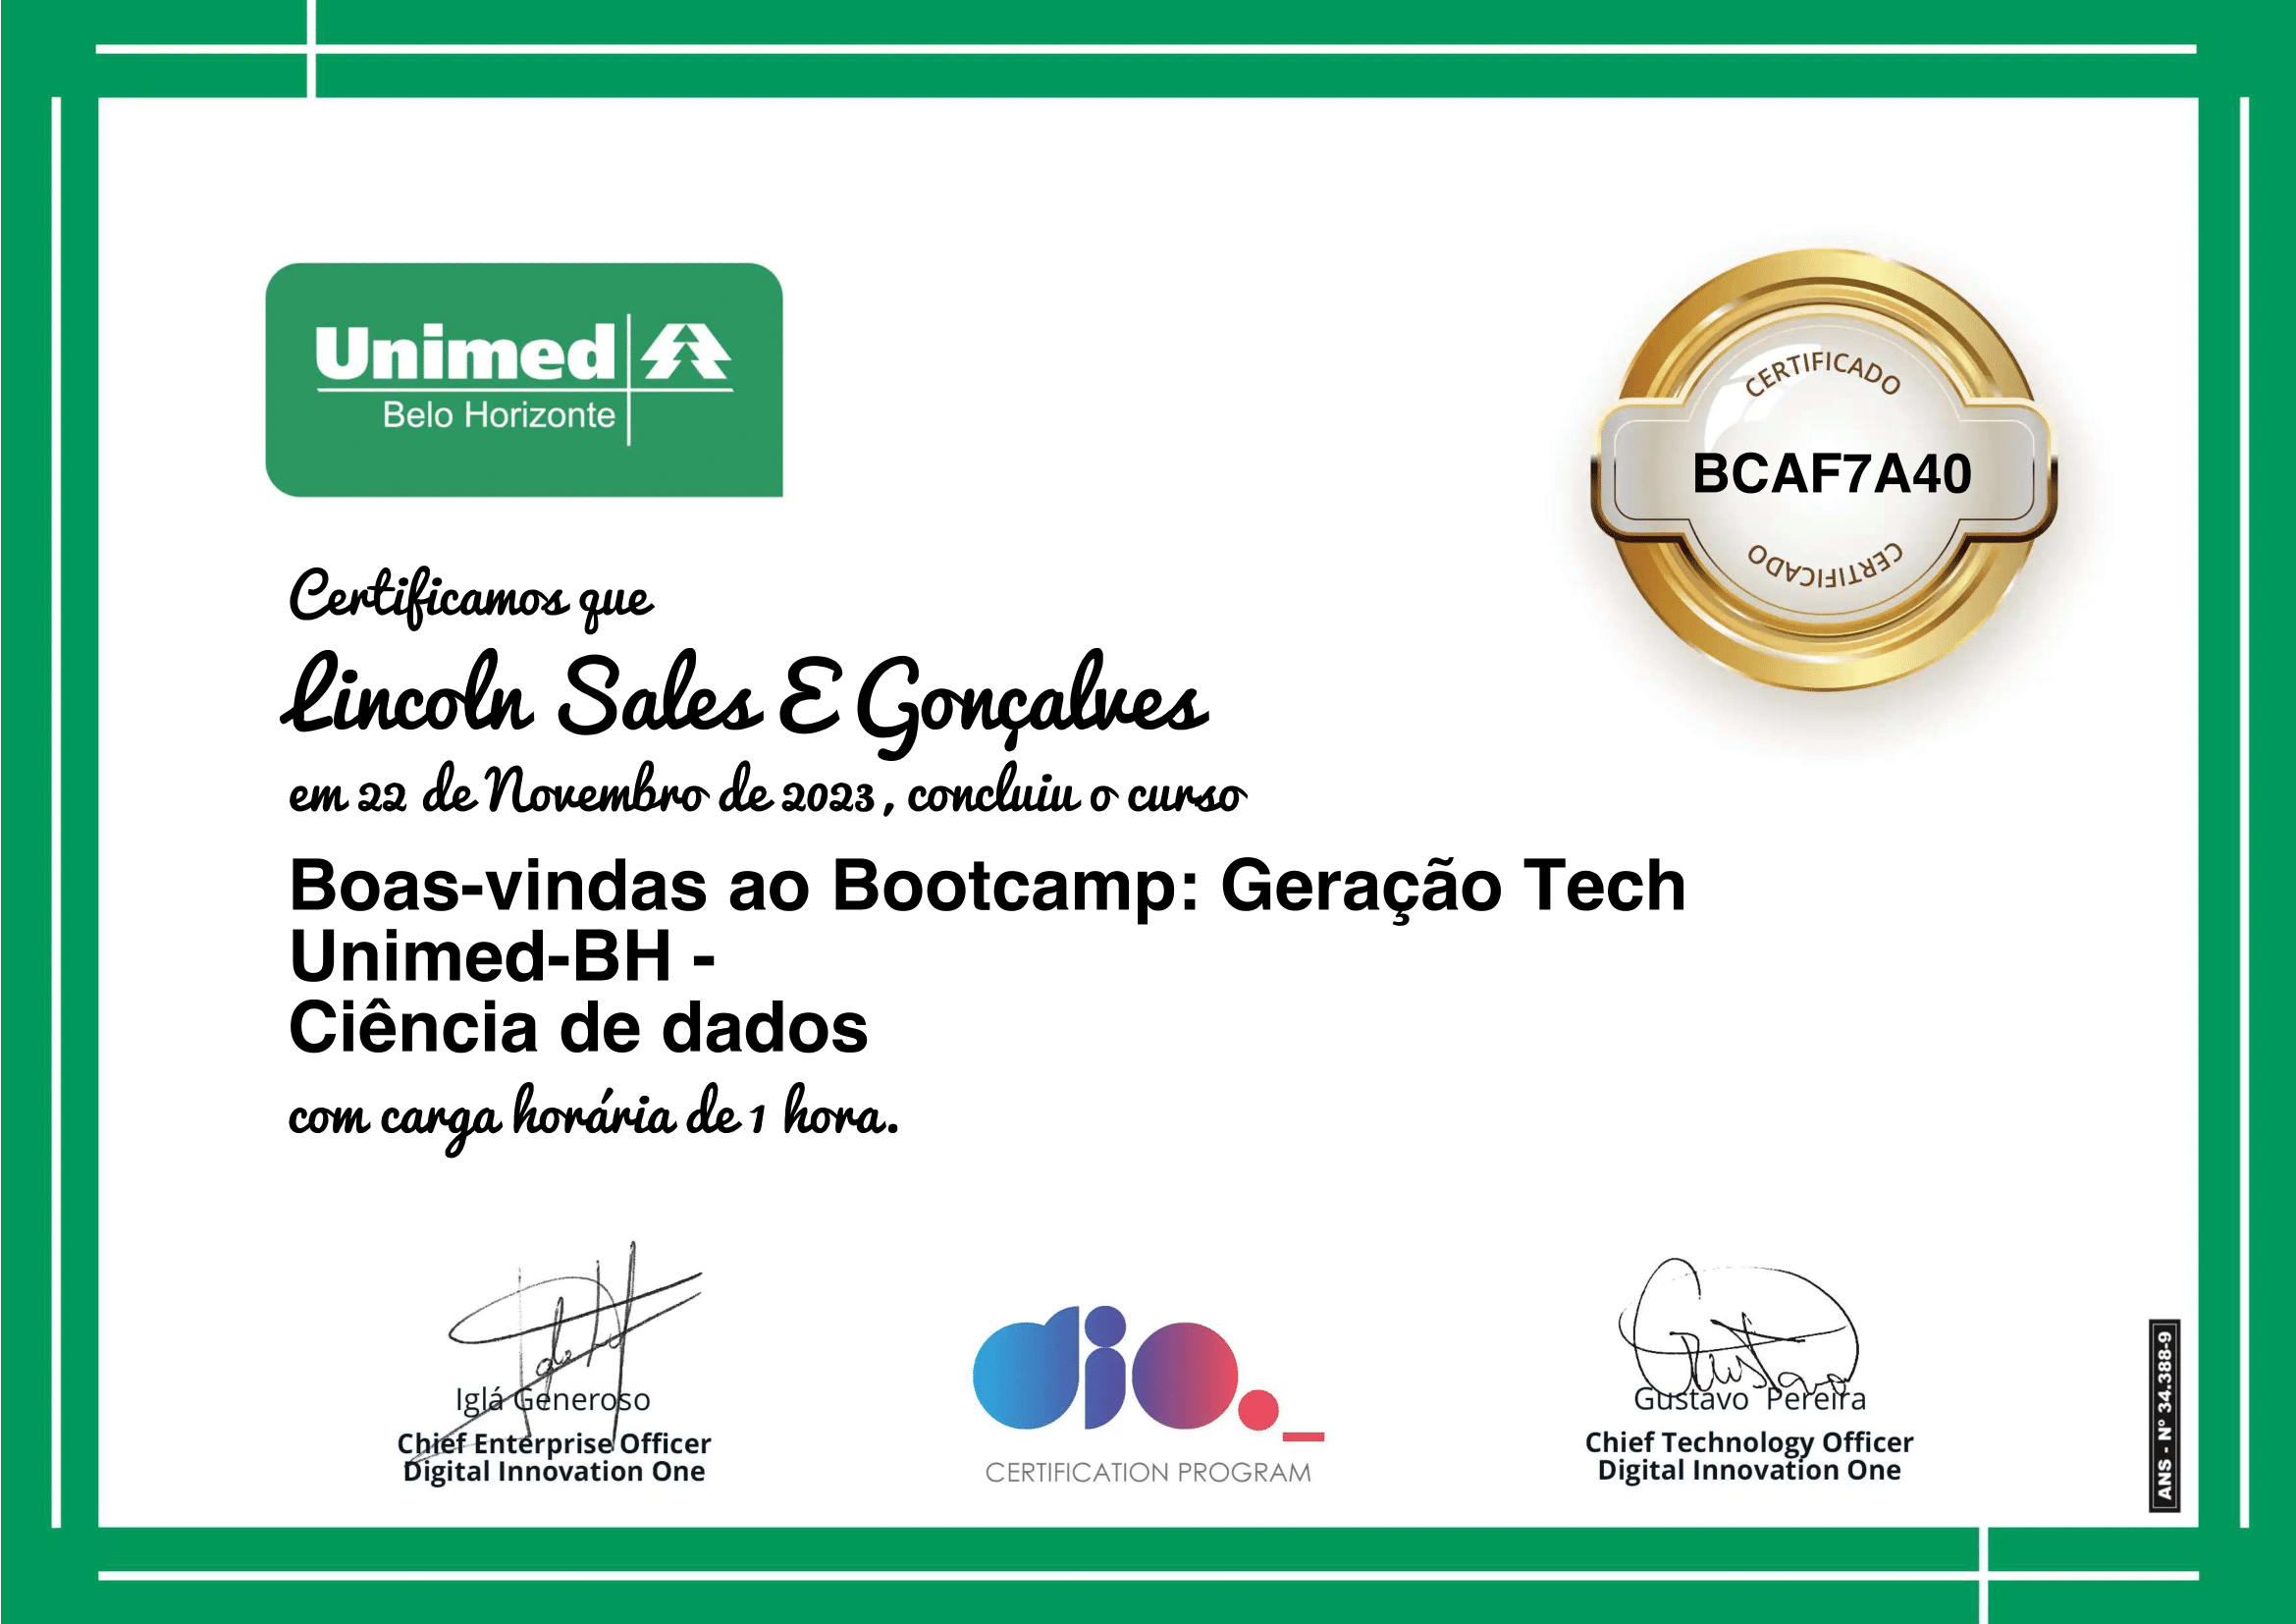 Unimed
Belo Horizonte
CERTIFICADO
BCAF7A40
CERTIFICADO
Certificamos que
Lincoln Sales E Gonçalves
em 22 de Novembro de 2023 , concluiu o curso
Boas-vindas ao Bootcamp: Geração Tech
Unimed-BH -
Ciência de dados
com carga horária de 1 hora.
Iglá Generoso
Chief Enterprise Officer
Digital Innovation One
dio._
CERTIFICATION PROGRAM
Gustavo
Gustavo Pereira
Chief Technology Officer
Digital Innovation One
ANS - Nº 34.388-9